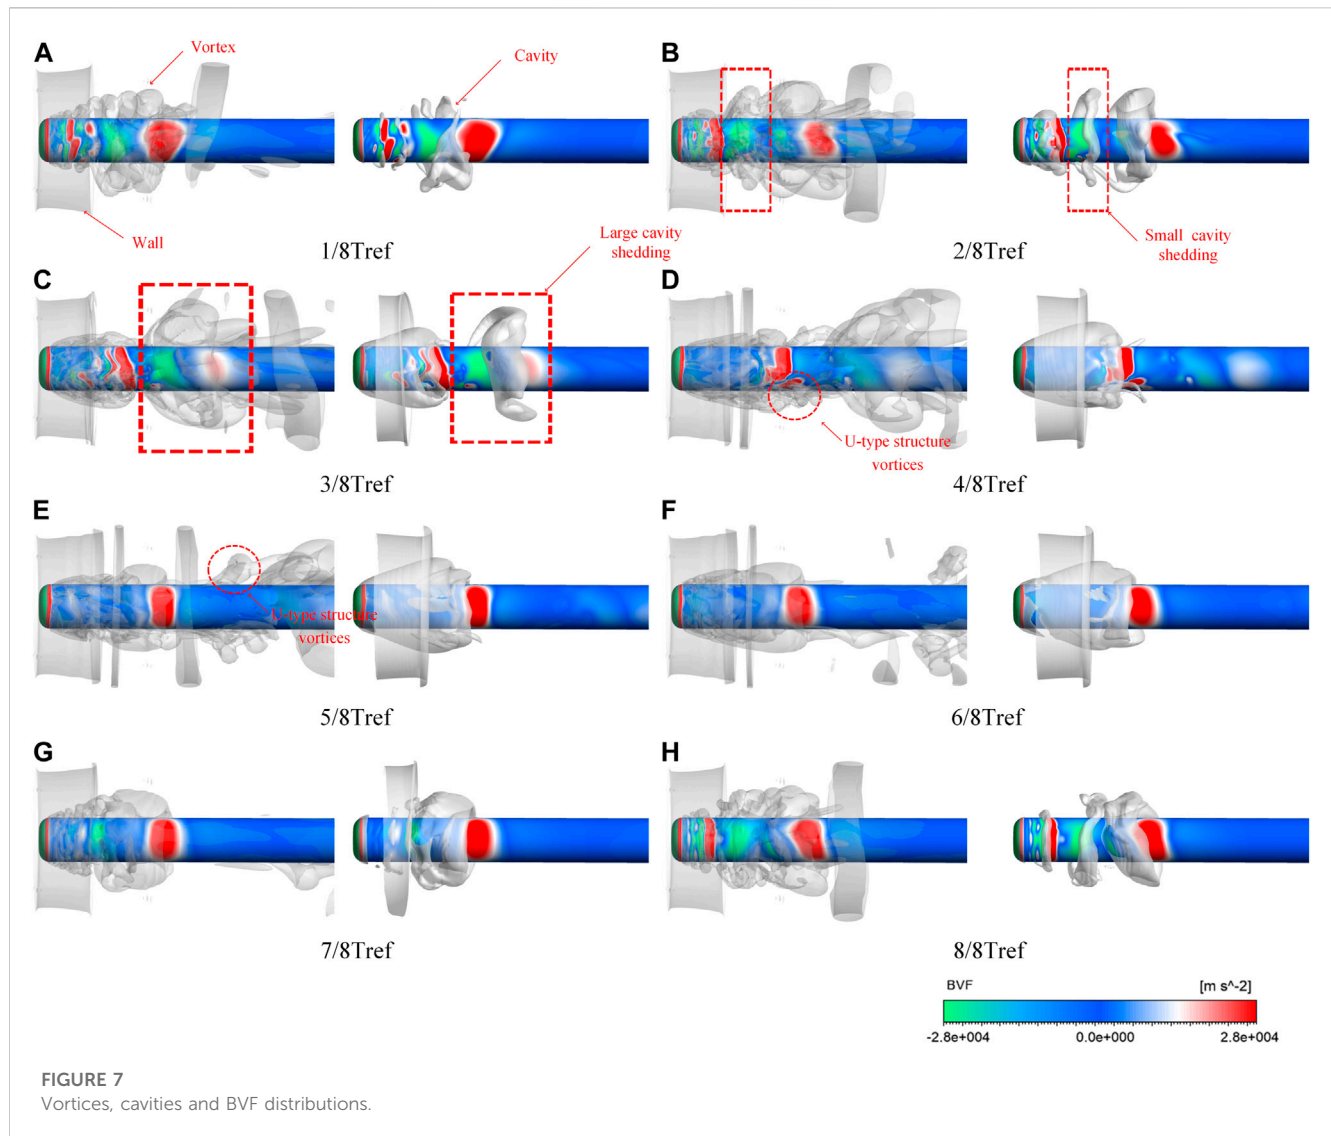 A
Vortex
Cavity
Wall
1/8Tref
B
Small cavity
shedding
2/8Tref
C
Large cavity
shedding
3/8Tref
D
U-type structure
vortices
4/8Tref
E
U-type structure
vortices
5/8Tref
F
6/8Tref
G
7/8Tref
H
8/8Tref
BVF [m s^-2]
-2.8e+004 0.0e+000 2.8e+004
FIGURE 7
Vortices, cavities and BVF distributions.